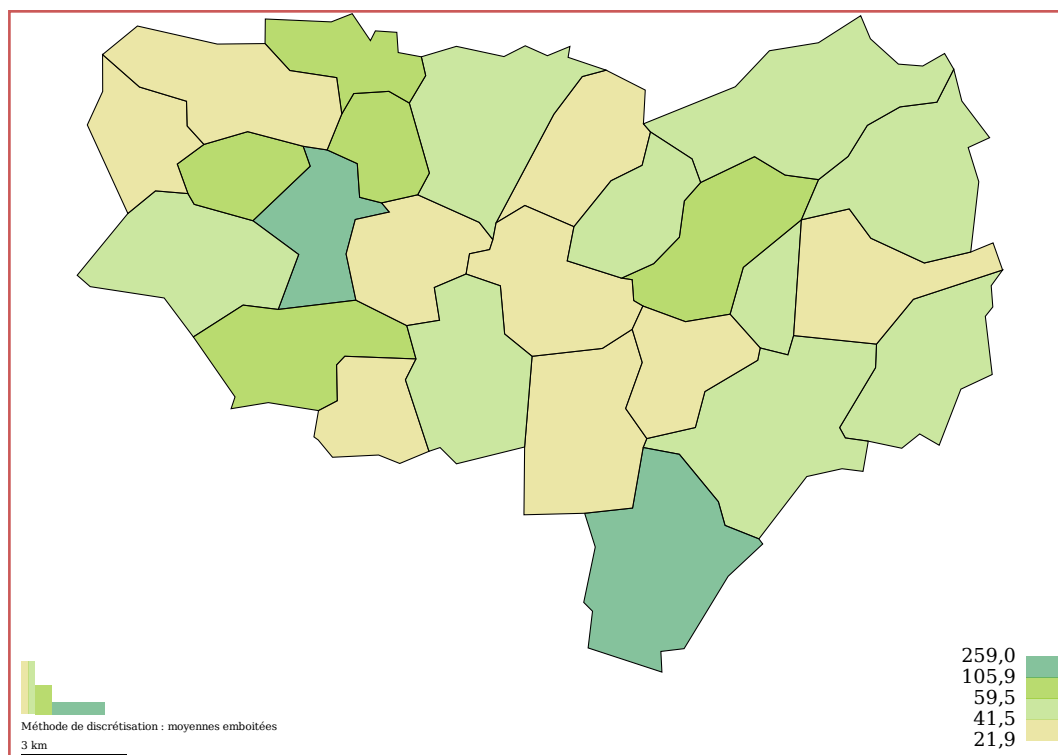 259,0
105,9
59,5
41,5
21,9
Méthode de discrétisation : moyennes emboitées
3 km